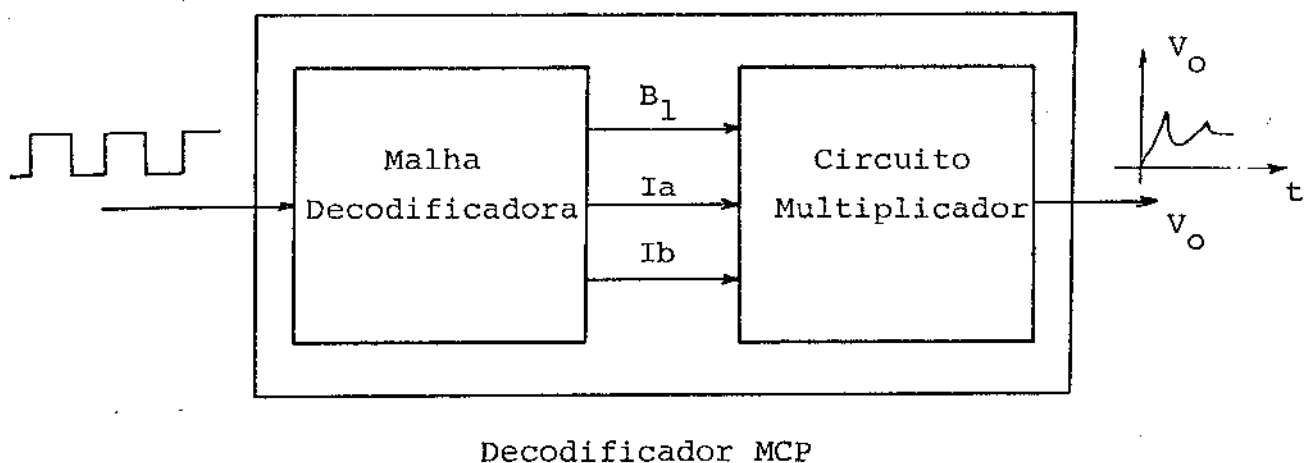 B1
Malha
Decodificadora
Ia
Ib
Circuito
Multiplicador
Vo
t
Vo
Decodificador MCP